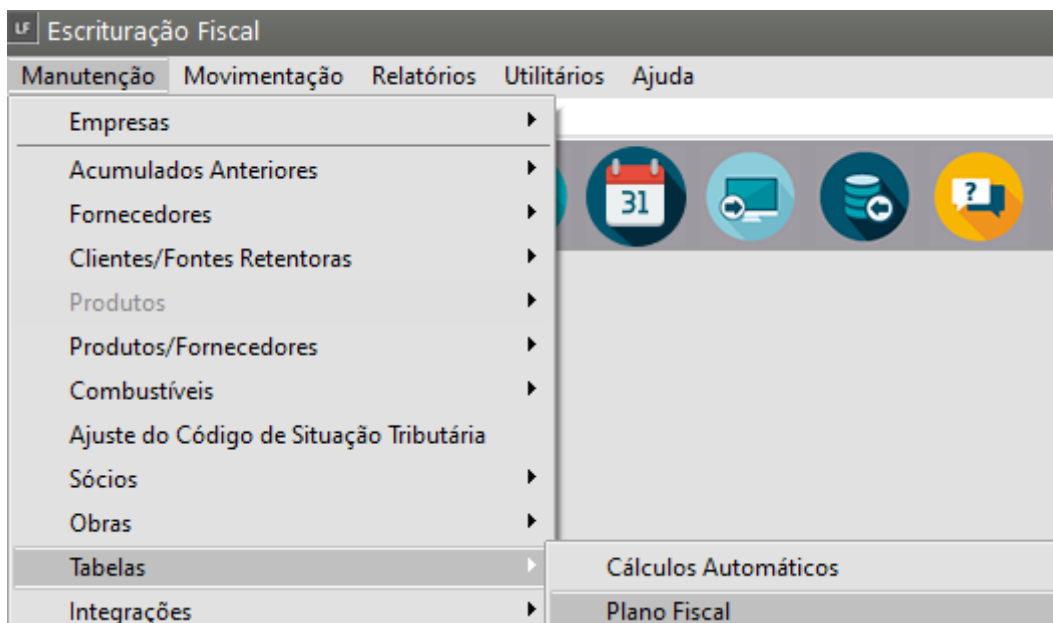 LF Escrituração Fiscal
Manutenção Movimentação Relatórios Utilitários Ajuda
Empresas
Acumulados Anteriores
31
?
Fornecedores
Clientes/Fontes Retentoras
Produtos
Produtos/Fornecedores
Combustíveis
Ajuste do Código de Situação Tributária
Sócios
Obras
Tabelas
Cálculos Automáticos
Integrações
Plano Fiscal